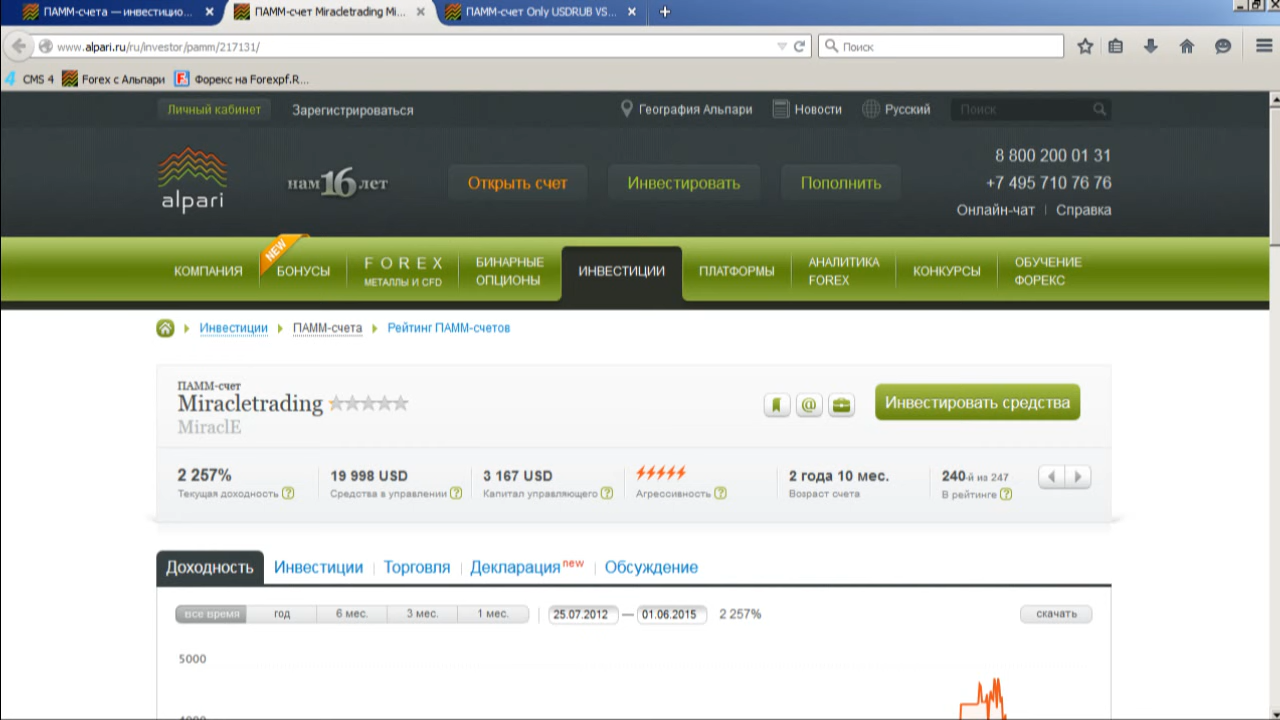 ПАММ-счета — инвестицио...
ПАММ-счет Miracletrading Mi...
ПАММ-счет Only USDRUB VS...
www.alpari.ru/ru/investor/pamm/217131/
Поиск
CMS 4
Forex с Альпари
Форекс на Forexpf.R...
Личный кабинет
Зарегистрироваться
География Альпари
Новости
Русский
Поиск
alpari
нам 16 лет
Открыть счет
Инвестировать
Пополнить
8 800 200 01 31
+7 495 710 76 76
Онлайн-чат
Справка
КОМПАНИЯ
NEW
БОНУСЫ
FOREX
МЕТАЛЛЫ И CFD
БИНАРНЫЕ
ОПЦИОНЫ
ИНВЕСТИЦИИ
ПЛАТФОРМЫ
АНАЛИТИКА
FOREX
КОНКУРСЫ
ОБУЧЕНИЕ
ФОРЕКС
Инвестиции
ПАММ-счета
Рейтинг ПАММ-счетов
ПАММ-счет
Miracletrading
MiraclE
Инвестировать средства
2 257%
Текущая доходность
19 998 USD
Средства в управлении
3 167 USD
Капитал управляющего
Агрессивность
2 года 10 мес.
Возраст счета
240-й из 247
В рейтинге
Доходность
Инвестиции
Торговля
Декларация new
Обсуждение
все время
год
6 мес.
3 мес.
1 мес.
25.07.2012 — 01.06.2015
2 257%
скачать
5000